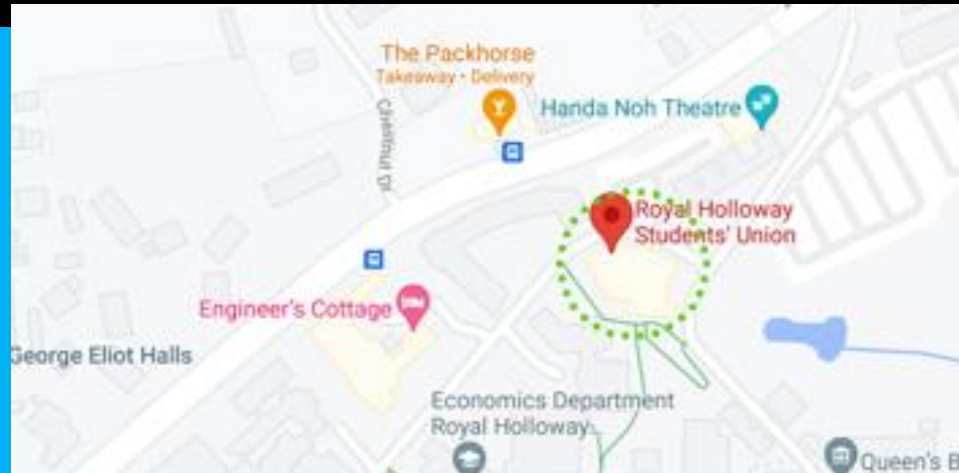 The Packhorse
Takeaway • Delivery
Handa Noh Theatre
Chestnut Dr
Royal Holloway
Students' Union
Engineer's Cottage
George Eliot Halls
Economics Department
Royal Holloway...
Queen's B